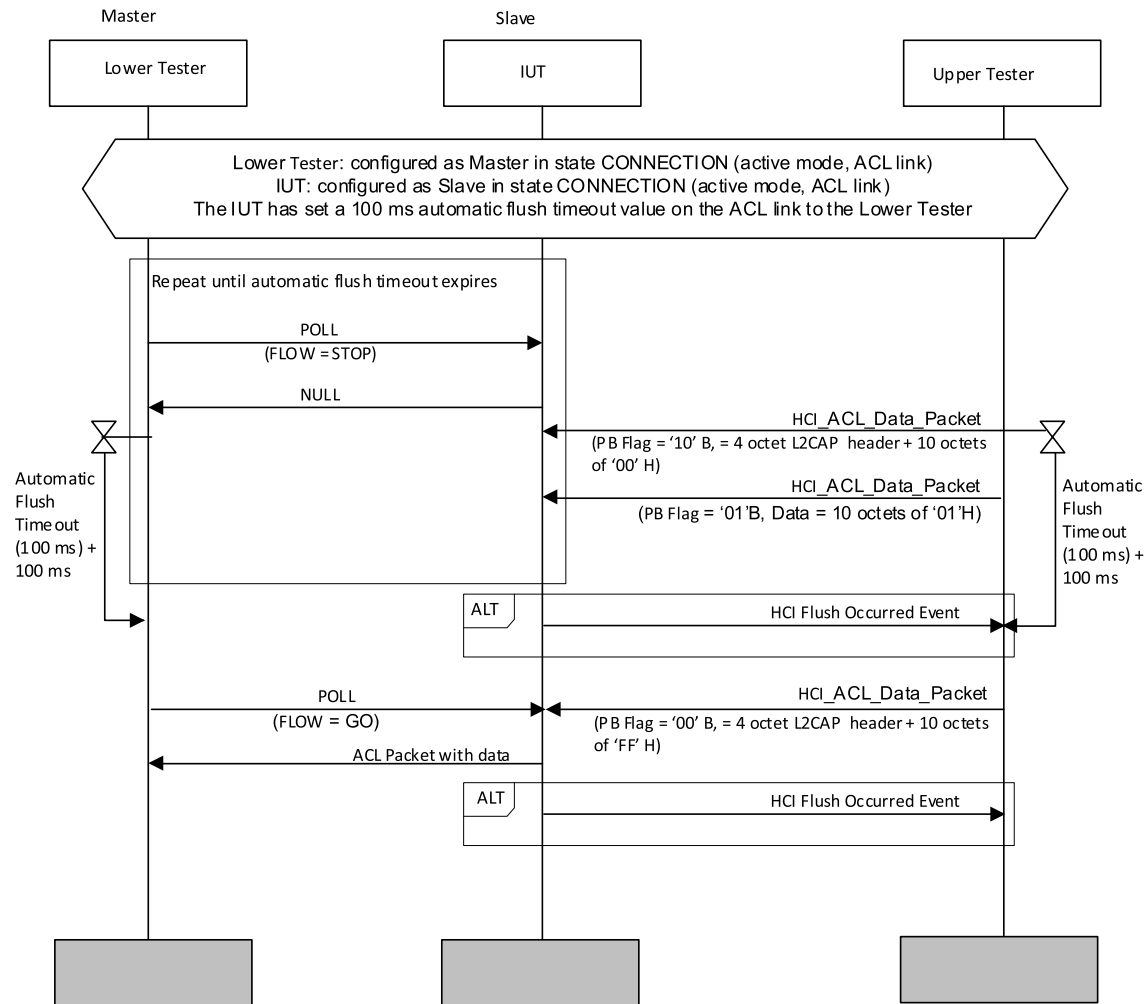 Master
Slave
Lower Tester
IUT
Upper Tester
Lower Tester: configured as Master in state CONNECTION (active mode, ACL link)
IUT: configured as Slave in state CONNECTION (active mode, ACL link)
The IUT has set a 100 ms automatic flush timeout value on the ACL link to the Lower Tester
Repeat until automatic flush timeout expires
POLL
(FLOW = STOP)
NULL
HCI_ACL_Data_Packet
(PB Flag = '10' B, = 4 octet L2CAP header + 10 octets
of '00' H)
HCI_ACL_Data_Packet
(PB Flag = '01'B, Data = 10 octets of '01'H)
Automatic
Flush
Timeout
(100 ms) +
100 ms
Automatic
Flush
Timeout
(100 ms) +
100 ms
ALT
HCI Flush Occurred Event
POLL
(FLOW = GO)
HCI_ACL_Data_Packet
(PB Flag = '00' B, = 4 octet L2CAP header + 10 octets
of 'FF' H)
ACL Packet with data
ALT
HCI Flush Occurred Event